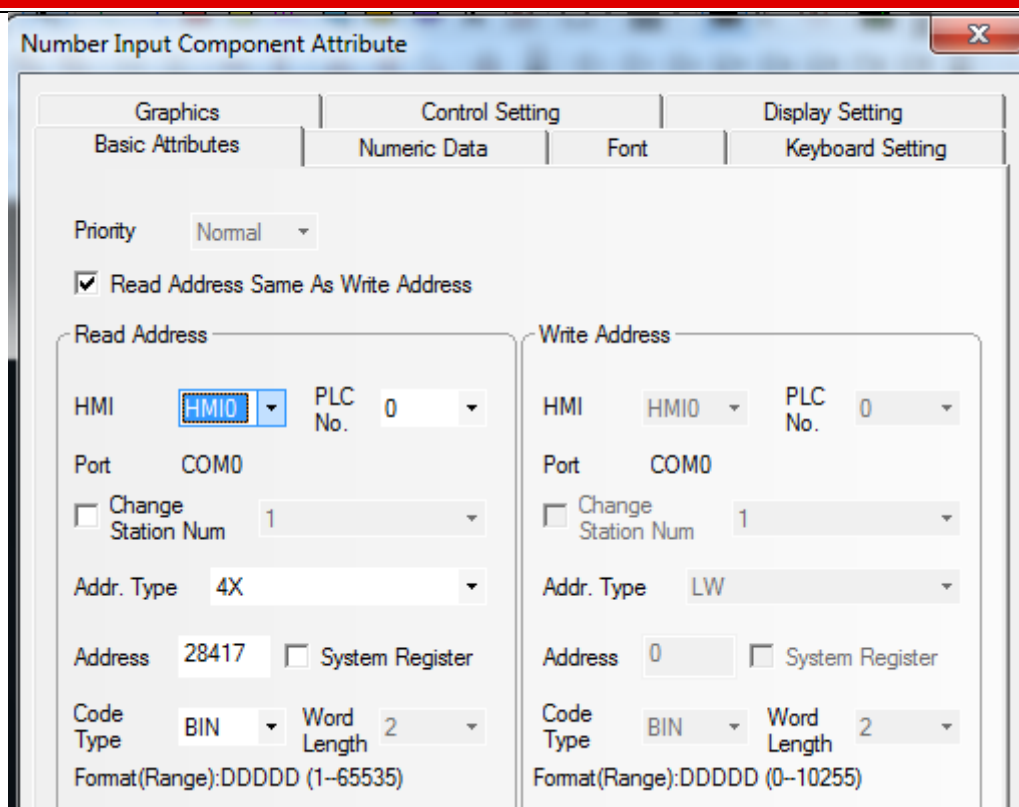 Number Input Component Attribute
Graphics Control Setting Display Setting
Basic Attributes Numeric Data Font Keyboard Setting
Priority Normal
Read Address Same As Write Address
Read Address
HMI HMI0 PLC No. 0
Port COM0
Change Station Num 1
Addr. Type 4X
Address 28417 System Register
Code Type BIN Word Length 2
Format(Range):DDDDD (1--65535)
Write Address
HMI HMI0 PLC No. 0
Port COM0
Change Station Num 1
Addr. Type LW
Address 0 System Register
Code Type BIN Word Length 2
Format(Range):DDDDD (0--10255)